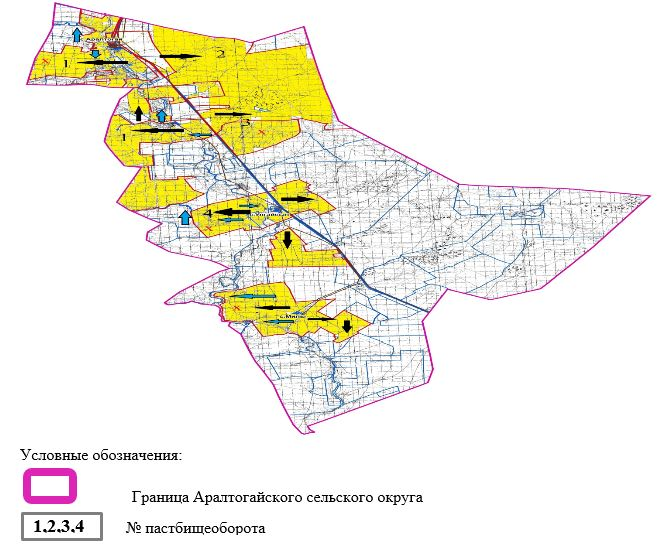 1
2
3
1
4
Условные обозначения:
Граница Аралтогайского сельского округа
1,2,3,4 № пастбищеоборота